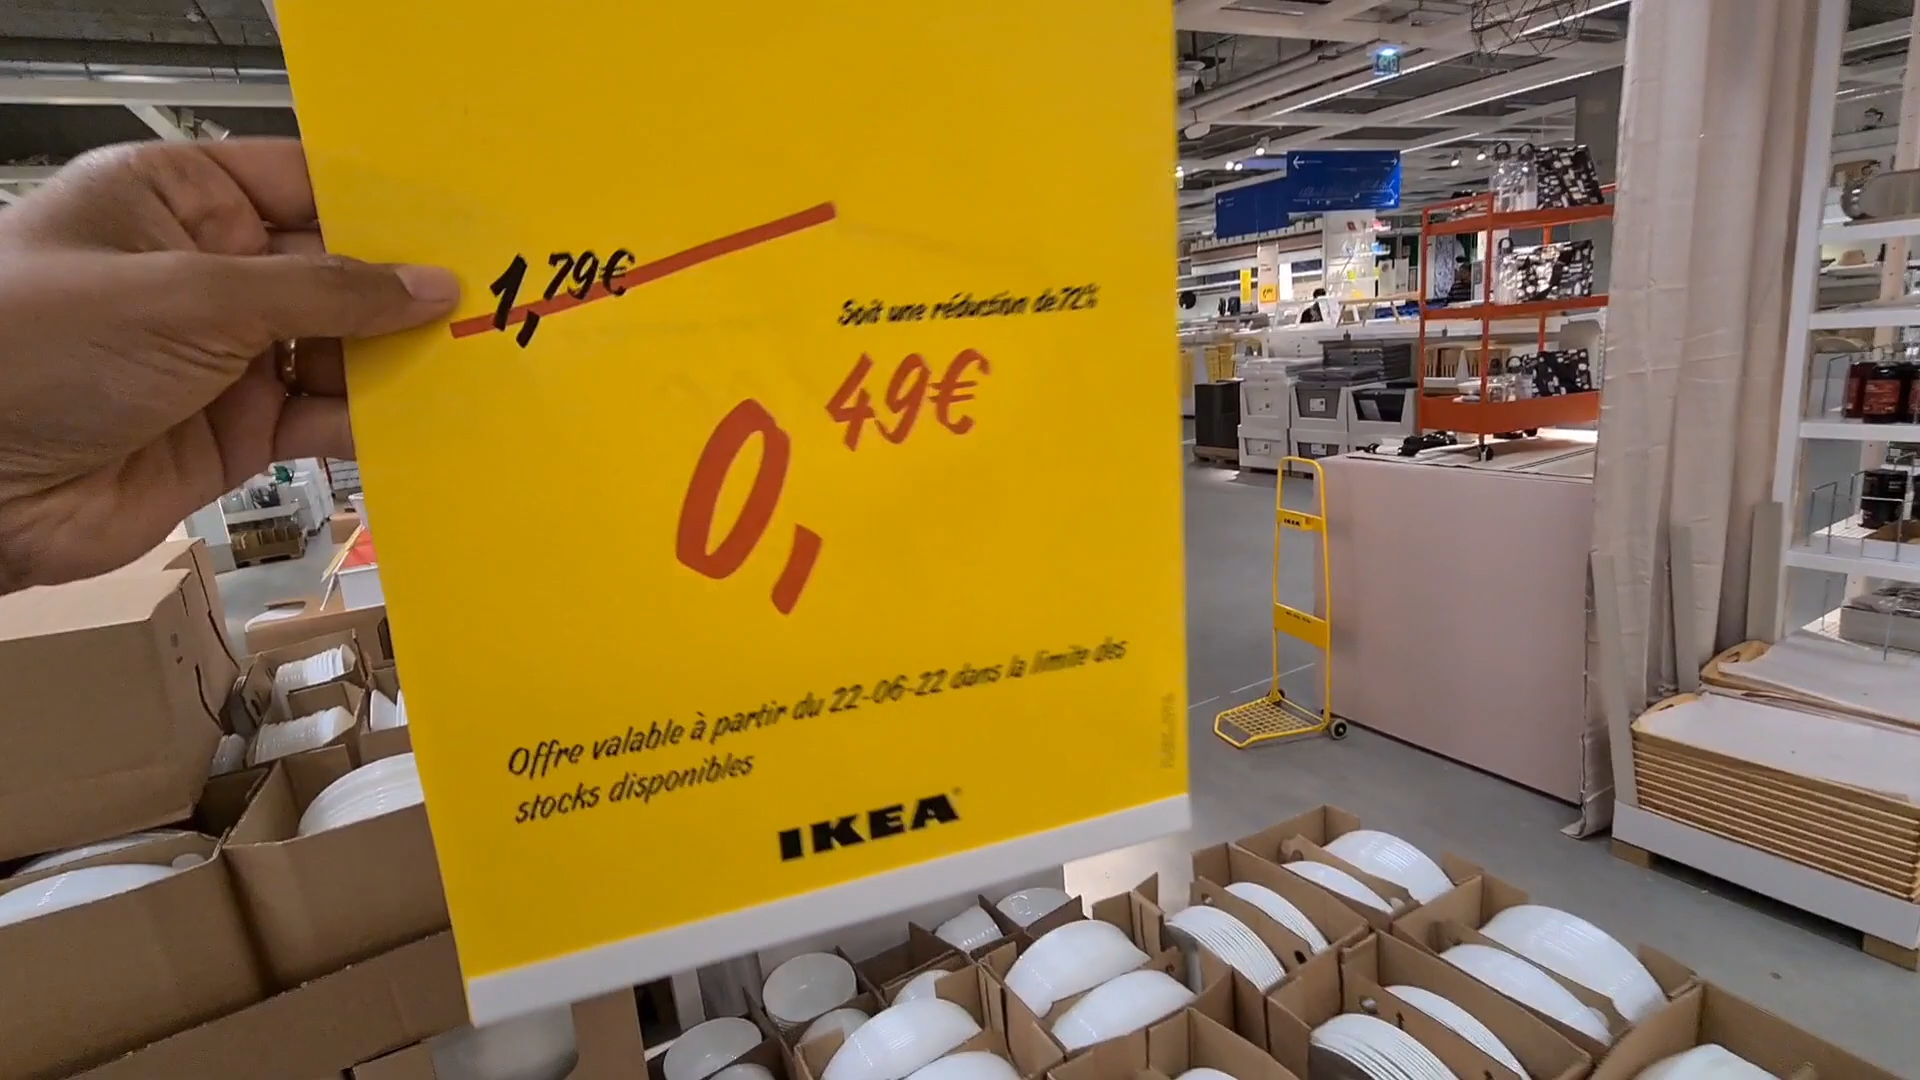 1,79€
Soit une réduction de 72%
0,49€
Offre valable à partir du 22-06-22 dans la limite des
stocks disponibles
IKEA
IKEA